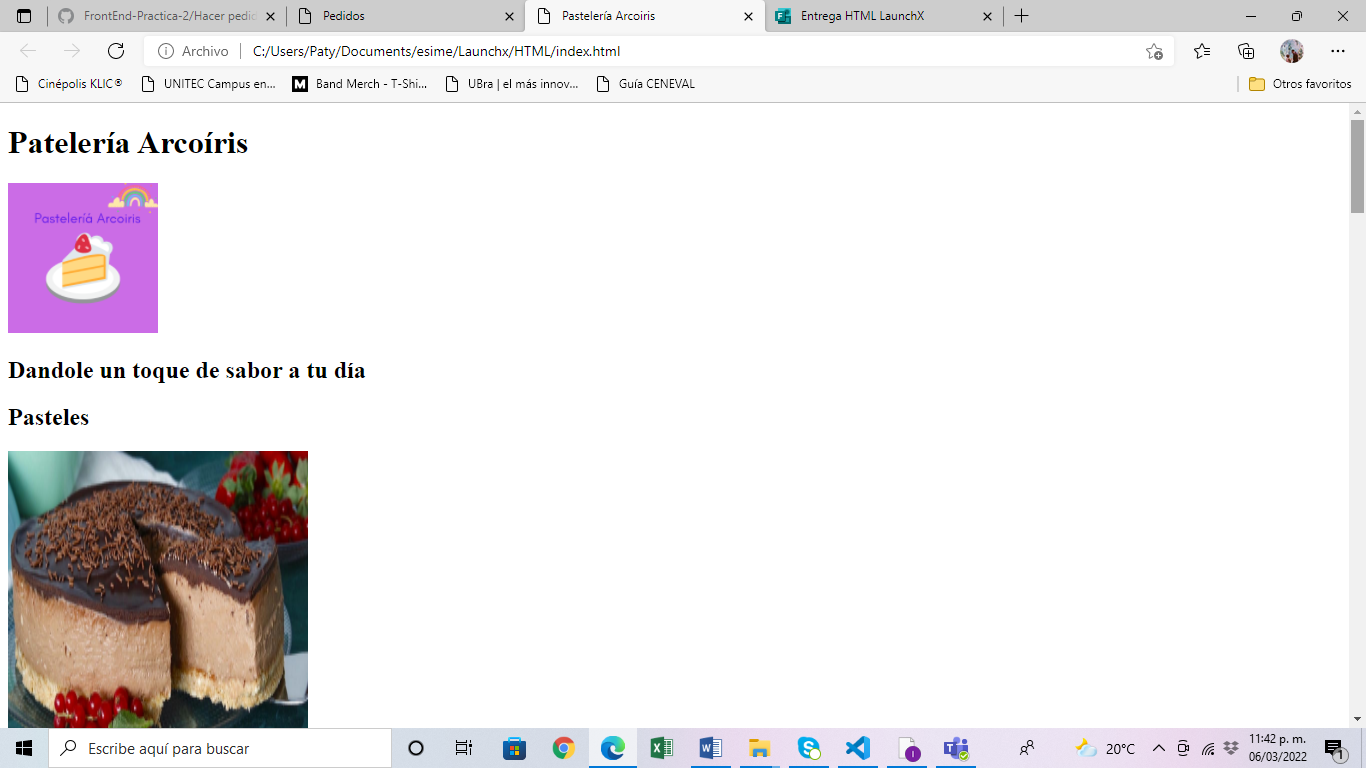 FrontEnd-Practica-2/Hacer pedid
Pedidos
Pastelería Arcoiris
Entrega HTML LaunchX
Archivo
C:/Users/Paty/Documents/esime/Launchx/HTML/index.html
Cinépolis KLIC®
UNITEC Campus en...
M Band Merch - T-Shi...
UBra | el más innov...
Guía CENEVAL
Otros favoritos
Patelería Arcoíris
Pasteleríá Arcoiris
Dandole un toque de sabor a tu día
Pasteles
Escribe aquí para buscar
20°C
11:42 p. m.
06/03/2022
1